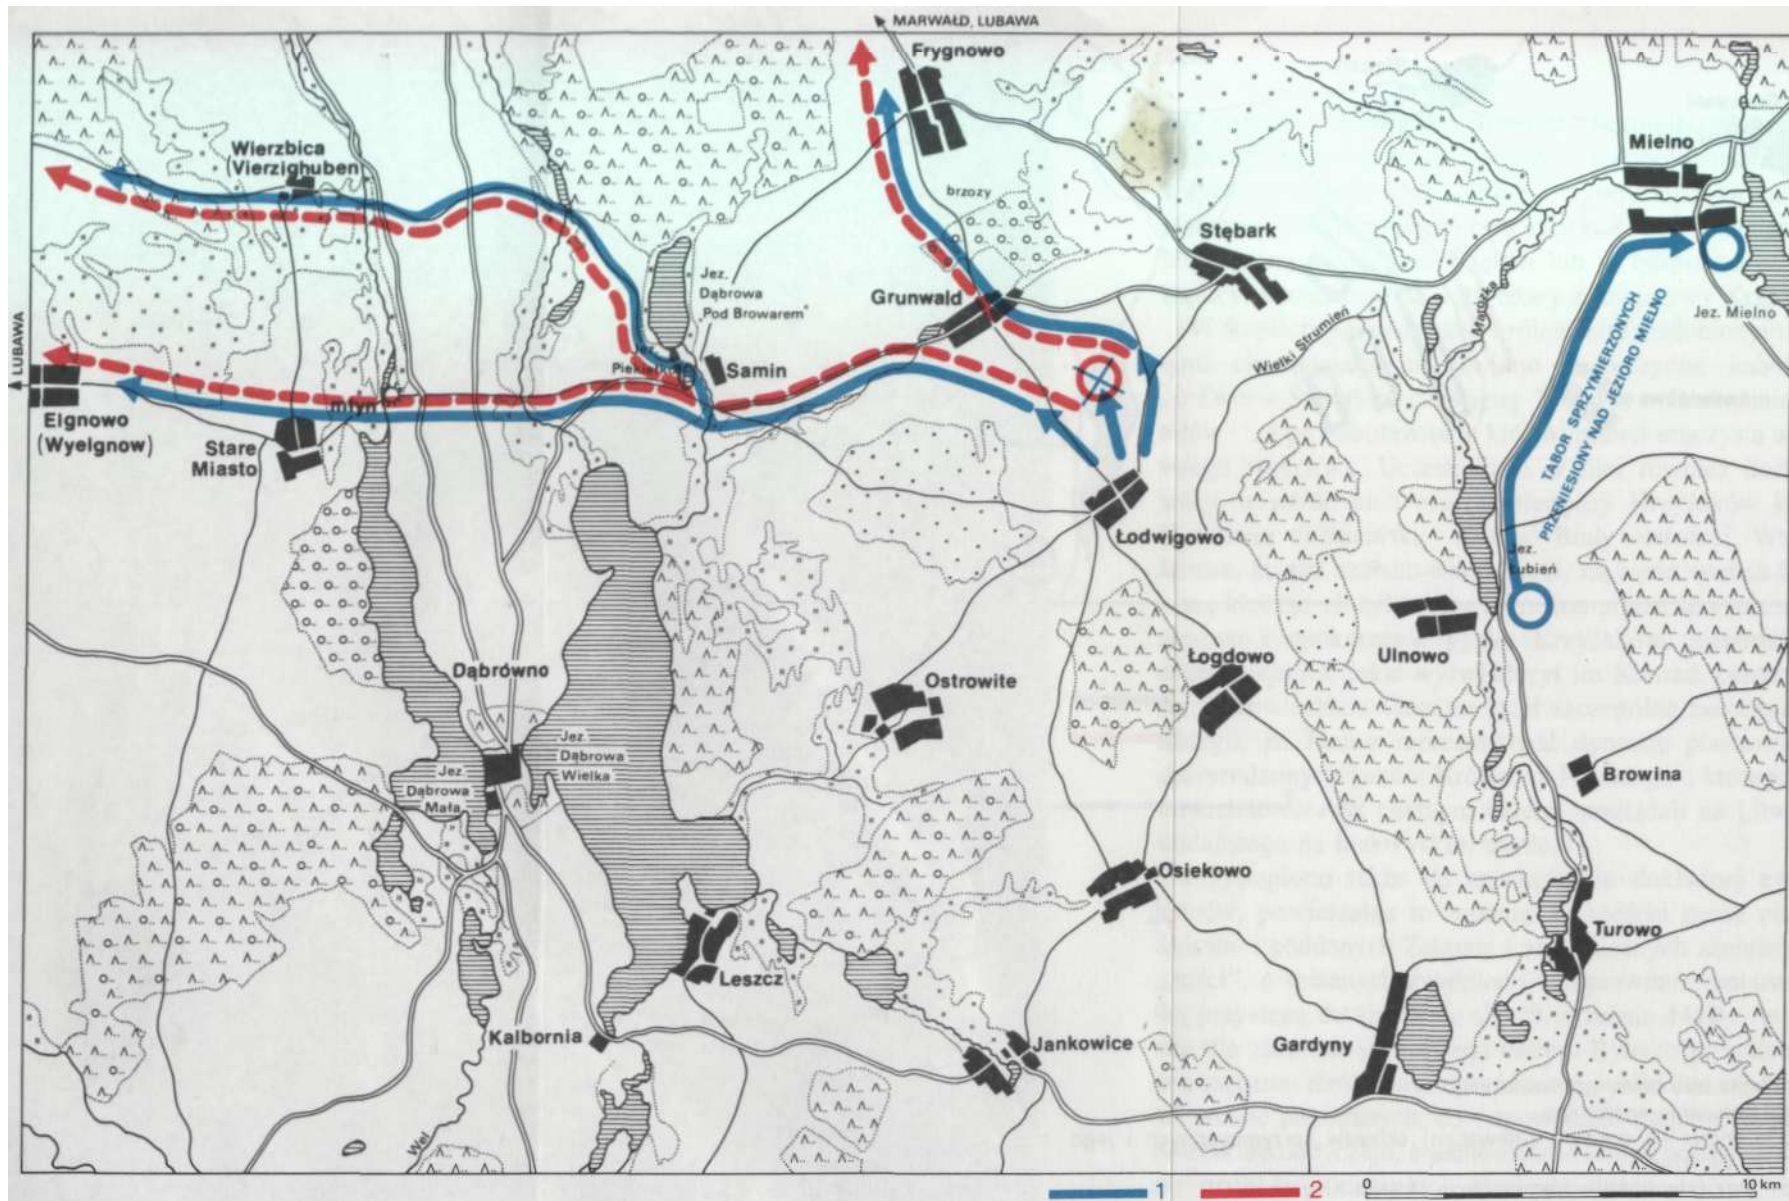 MARWAŁD, LUBAWA
Frygnowo
Mielno
Wierzbica
(Vierzighuben)
brzozy
Stębark
Jez.
Dąbrowa
"Pod Browarem"
Grunwald
Marózka
Jez. Mielno
Wielki Strumień
TABOR SPRZYMIERZONYCH
PRZENIESIONY NAD JEZIORO MIELNO
LUBAWA
Samin
młyn
Elgnowo
(Wyelgnow)
Stare
Miasto
Łodwigowo
Jez.
Łubień
Dąbrówno
Ostrowite
Łogdowo
Ulnowo
Jez.
Dąbrowa
Wielka
Jez.
Dąbrowa
Mała
Browina
Osiekowo
Turowo
Leszcz
Kalbornia
Jankowice
Gardyny
Wel
1
2
0
10 km